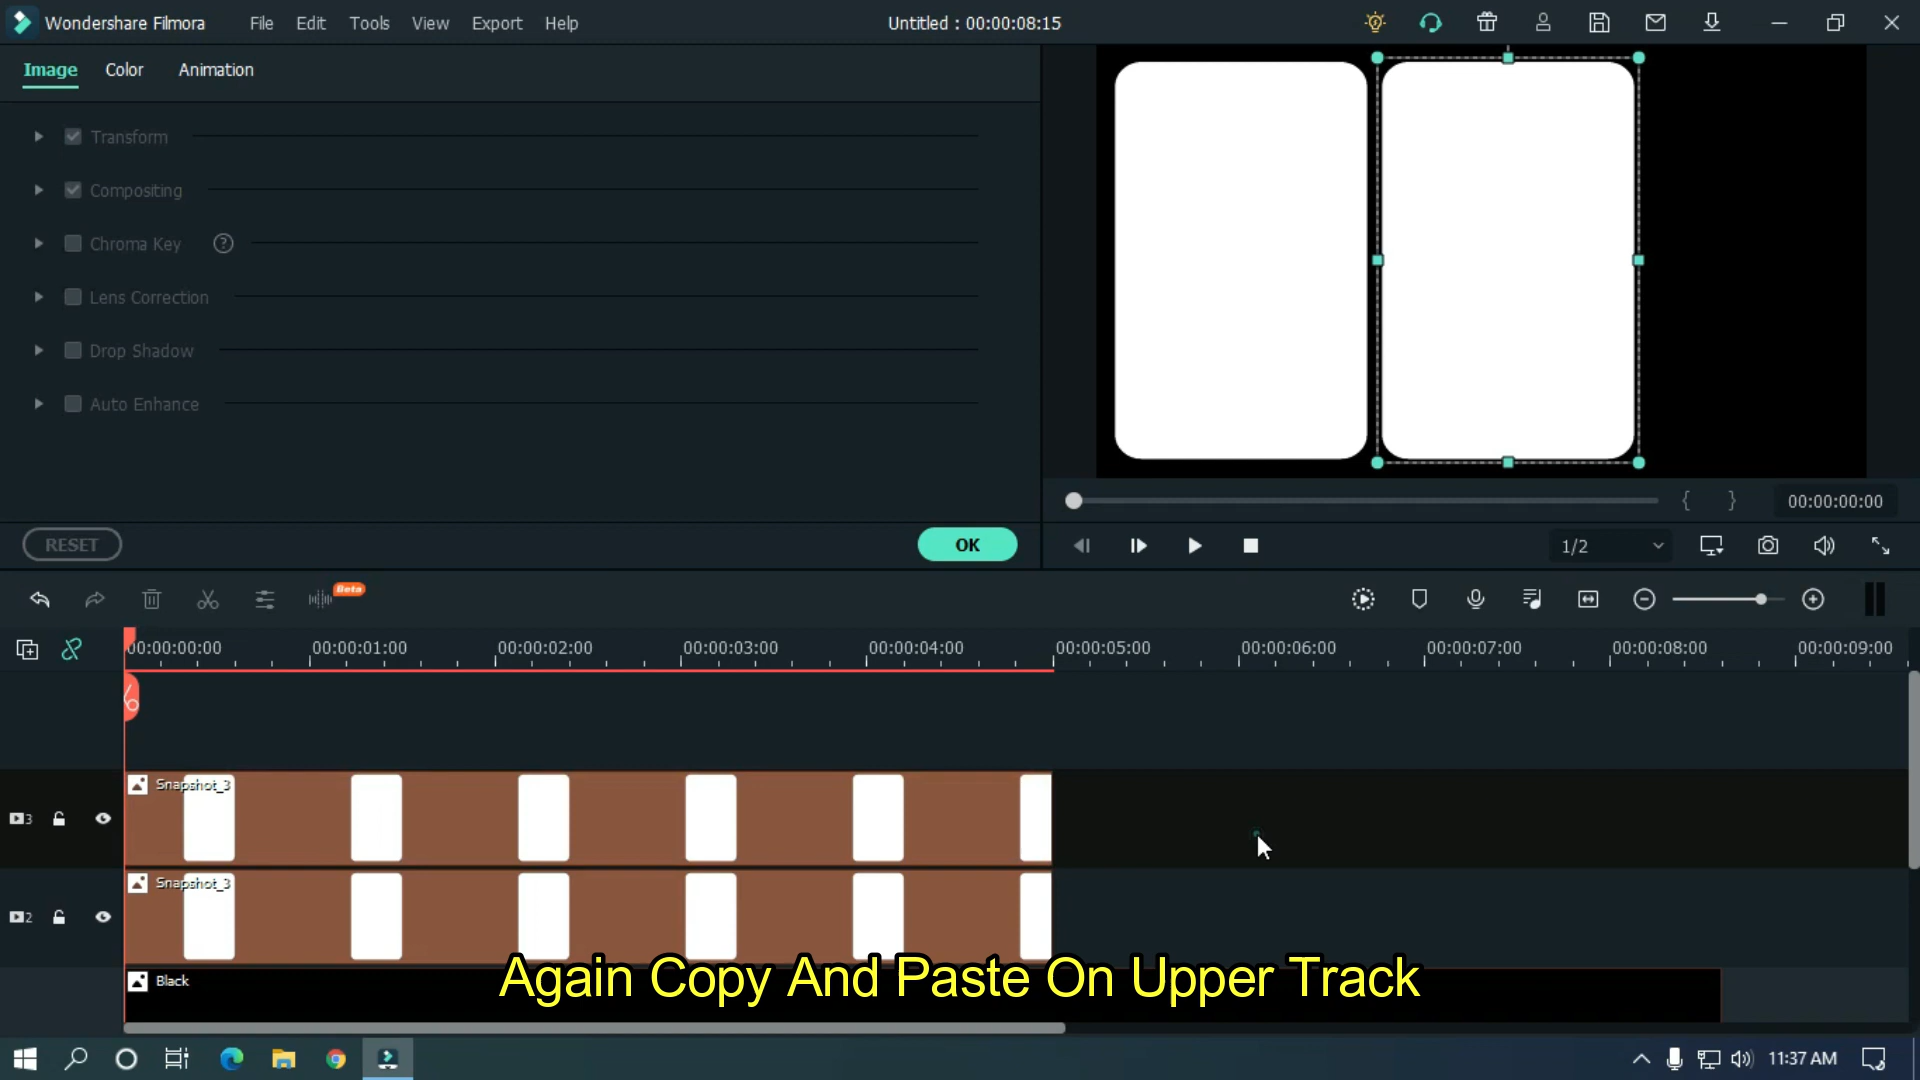 Wondershare Filmora File Edit Tools View Export Help Untitled : 00:00:08:15
Image Color Animation
Transform
Compositing
Chroma Key ?
Lens Correction
Drop Shadow
Auto Enhance
{ } 00:00:00:00
RESET OK 1/2
Beta
00:00:00:00 00:00:01:00 00:00:02:00 00:00:03:00 00:00:04:00 00:00:05:00 00:00:06:00 00:00:07:00 00:00:08:00 00:00:09:00
Snapshot_3
3
Snapshot_3
2
Black
Again Copy And Paste On Upper Track
11:37 AM